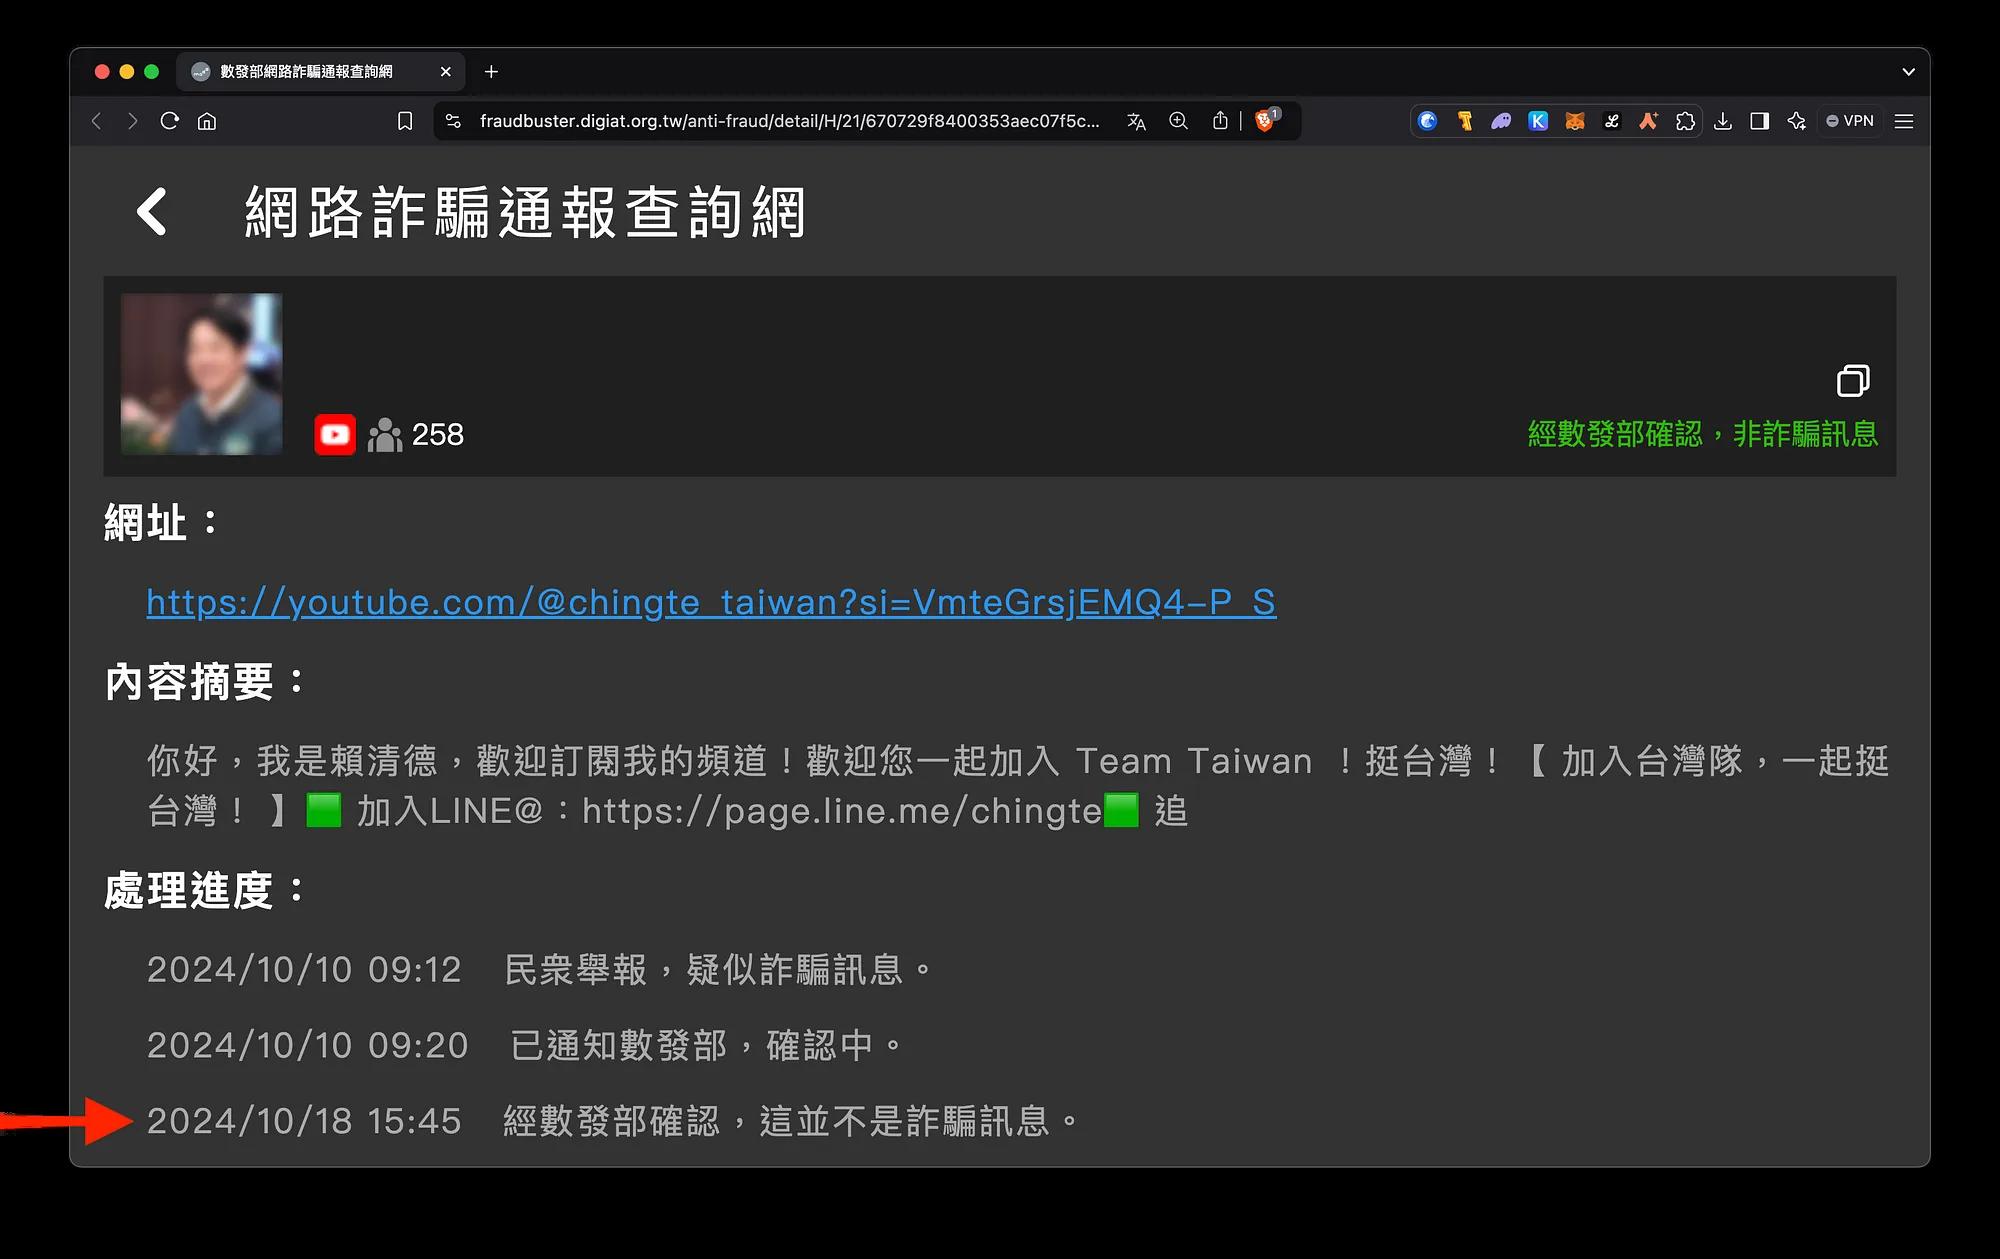 數發部網路詐騙通報查詢網
fraudbuster.digiat.org.tw/anti-fraud/detail/H/21/670729f8400353aec07f5c...
1
VPN
網路詐騙通報查詢網
258
經數發部確認，非詐騙訊息
網址：
https://youtube.com/@chingte_taiwan?si=VmteGrsjEMQ4-P_S
內容摘要：
你好，我是賴清德，歡迎訂閱我的頻道！歡迎您一起加入 Team Taiwan ！挺台灣！【 加入台灣隊，一起挺
台灣！ 】🟩 加入LINE@：https://page.line.me/chingte🟩 追
處理進度：
2024/10/10 09:12 民眾舉報，疑似詐騙訊息。
2024/10/10 09:20 已通知數發部，確認中。
2024/10/18 15:45 經數發部確認，這並不是詐騙訊息。